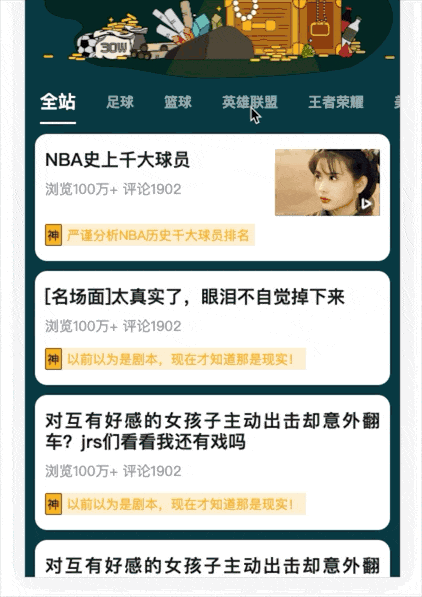 30W
全站 足球 篮球 英雄联盟 王者荣耀
NBA史上千大球员
浏览100万+ 评论1902
神 严谨分析NBA历史千大球员排名
[名场面]太真实了，眼泪不自觉掉下来
浏览100万+ 评论1902
神 以前以为是剧本，现在才知道那是现实！
对互有好感的女孩子主动出击却意外翻
车？jrs们看看我还有戏吗
浏览100万+ 评论1902
神 以前以为是剧本，现在才知道那是现实！
对互有好感的女孩子主动出击却意外翻